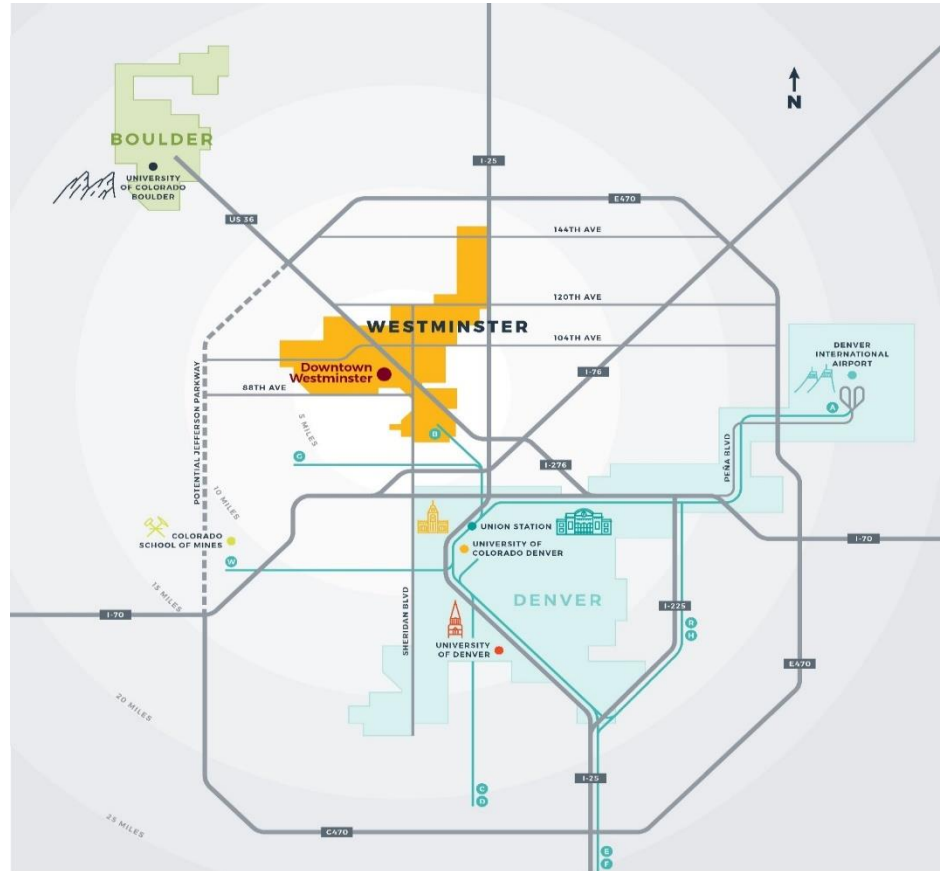 N
BOULDER
UNIVERSITY
OF COLORADO
BOULDER
I-25
E470
US 36
144TH AVE
120TH AVE
WESTMINSTER
104TH AVE
DENVER
INTERNATIONAL
AIRPORT
Downtown
Westminster
I-76
88TH AVE
A
POTENTIAL JEFFERSON PARKWAY
5 MILES
B
G
PEÑA BLVD
I-276
10 MILES
UNION STATION
COLORADO
SCHOOL OF MINES
UNIVERSITY OF
COLORADO DENVER
I-70
W
15 MILES
DENVER
I-70
I-225
SHERIDAN BLVD
R
H
UNIVERSITY
OF DENVER
E470
20 MILES
I-25
C
D
25 MILES
C470
E
F